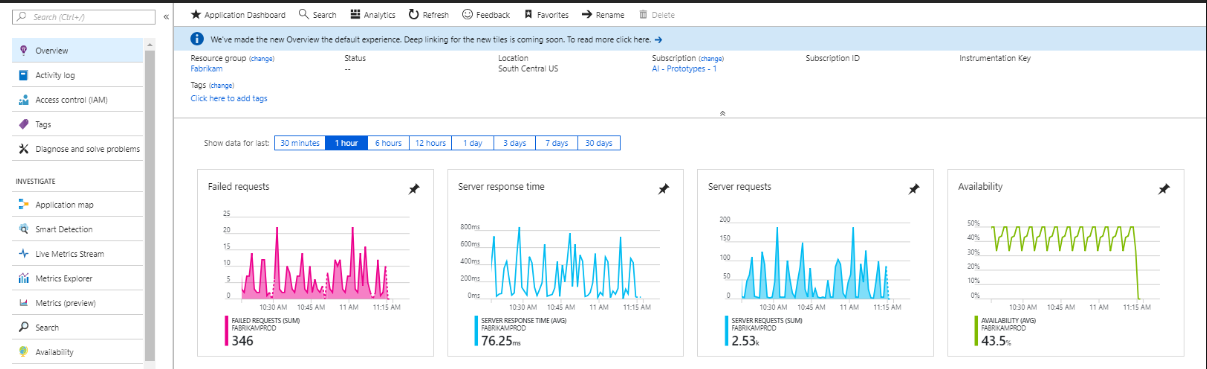 Search (Ctrl+/)
«
Overview
Activity log
Access control (IAM)
Tags
Diagnose and solve problems
INVESTIGATE
Application map
Smart Detection
Live Metrics Stream
Metrics Explorer
Metrics (preview)
Search
Availability
Application Dashboard Search Analytics Refresh Feedback Favorites Rename Delete
We've made the new Overview the default experience. Deep linking for the new tiles is coming soon. To read more click here. →
Resource group (change) Status Location Subscription (change) Subscription ID Instrumentation Key
Fabrikam -- South Central US AI - Prototypes - 1
Tags (change)
Click here to add tags
Show data for last: 30 minutes 1 hour 6 hours 12 hours 1 day 3 days 7 days 30 days
Failed requests
25
20
15
10
5
0
10:30 AM 10:45 AM 11 AM 11:15 AM
FAILED REQUESTS (SUM)
FABRIKAMPROD
346
Server response time
800ms
600ms
400ms
200ms
0ms
10:30 AM 10:45 AM 11 AM 11:15 AM
SERVER RESPONSE TIME (AVG)
FABRIKAMPROD
76.25ms
Server requests
200
150
100
50
0
10:30 AM 10:45 AM 11 AM 11:15 AM
SERVER REQUESTS (SUM)
FABRIKAMPROD
2.53k
Availability
50%
40%
30%
20%
10%
0%
10:30 AM 10:45 AM 11 AM 11:15 AM
AVAILABILITY (AVG)
FABRIKAMPROD
43.5%